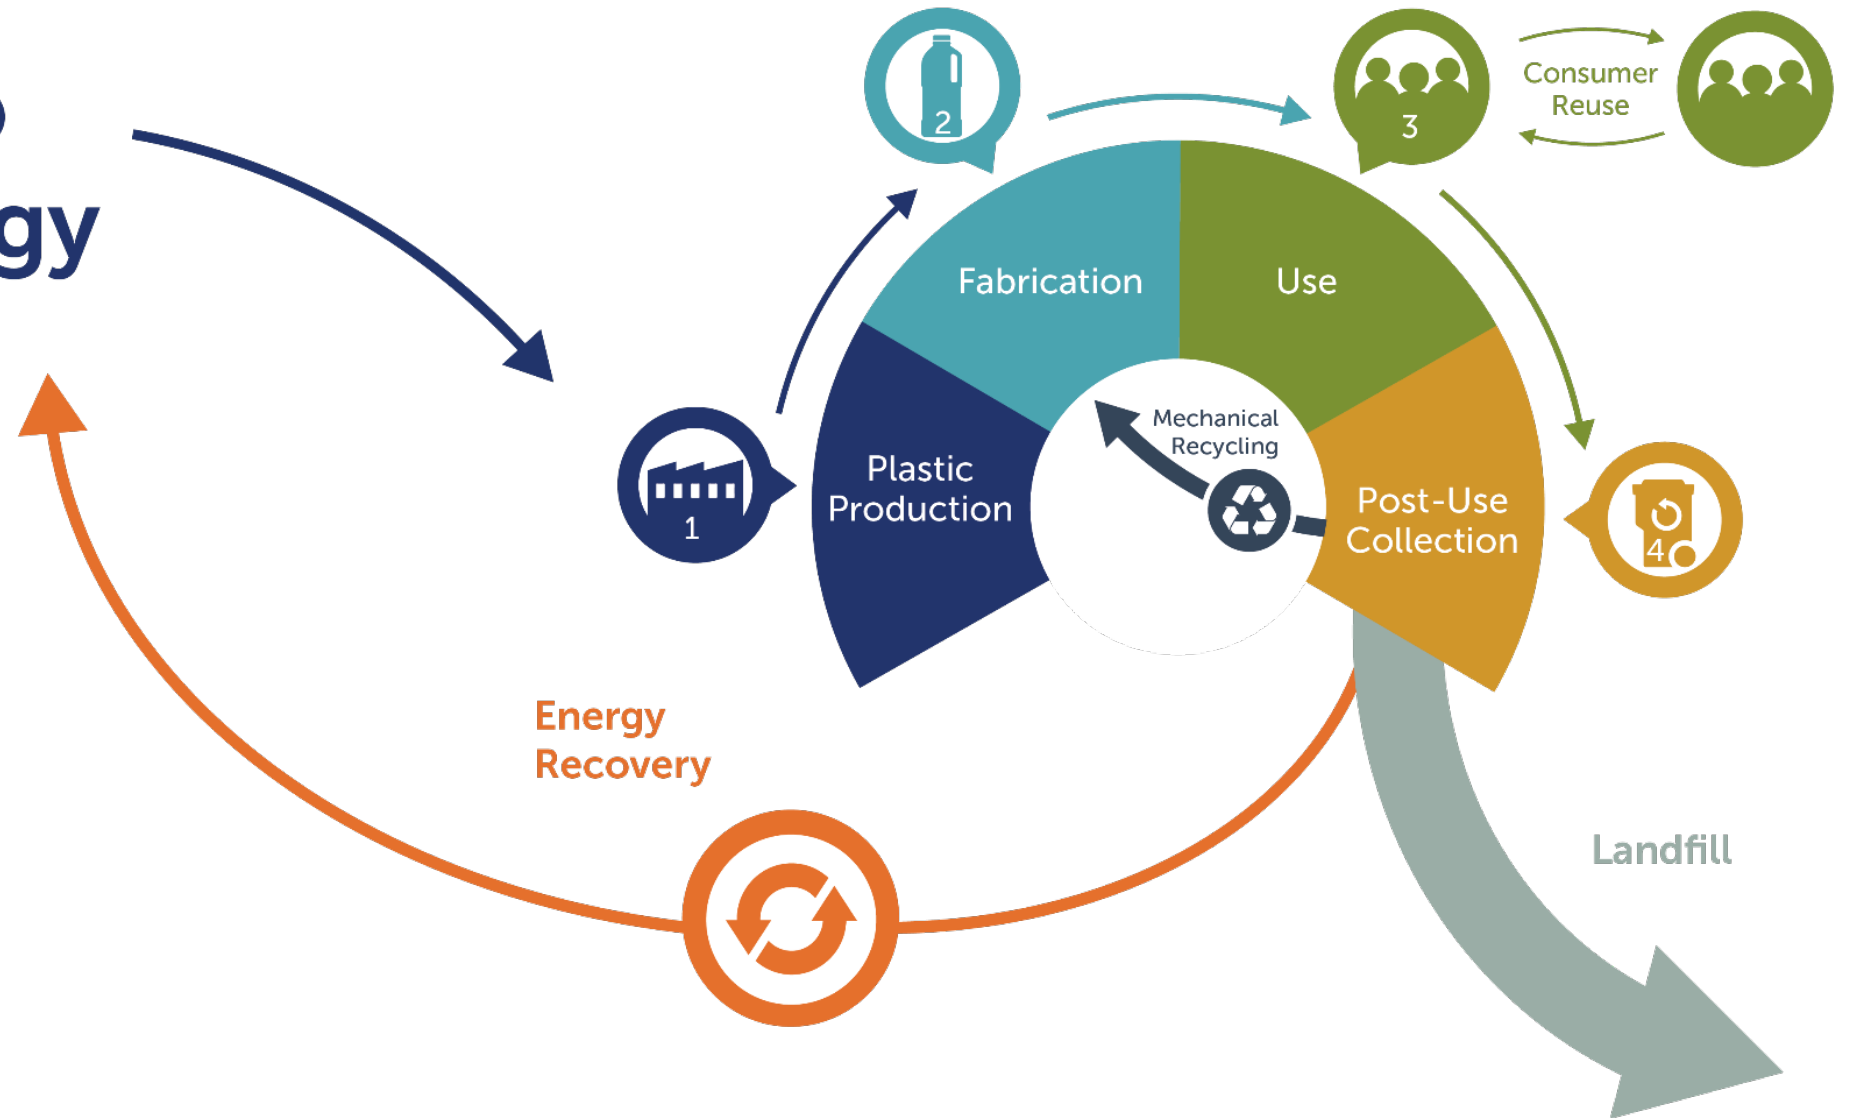 gy
1
2
3
4
Consumer
Reuse
Fabrication
Use
Plastic
Production
Mechanical
Recycling
Post-Use
Collection
Energy
Recovery
Landfill